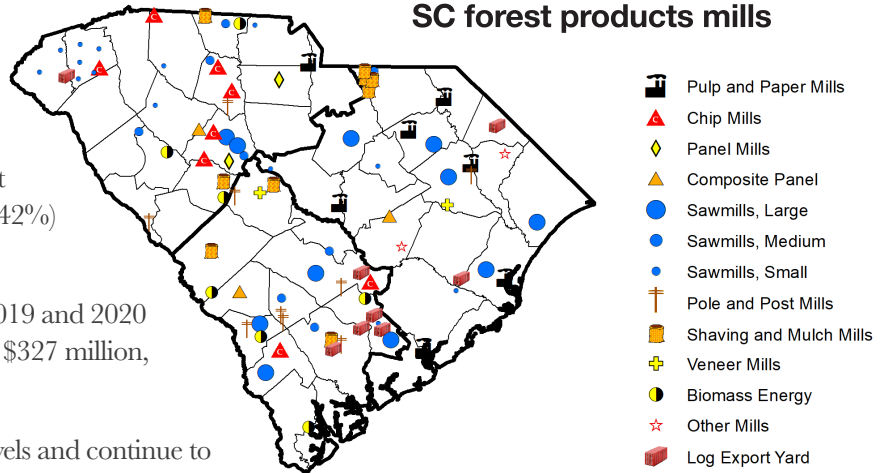 SC forest products mills
t
42%)
019 and 2020
$327 million,
vels and continue to
Pulp and Paper Mills
C Chip Mills
Panel Mills
Composite Panel
Sawmills, Large
Sawmills, Medium
Sawmills, Small
Pole and Post Mills
Shaving and Mulch Mills
Veneer Mills
Biomass Energy
Other Mills
Log Export Yard